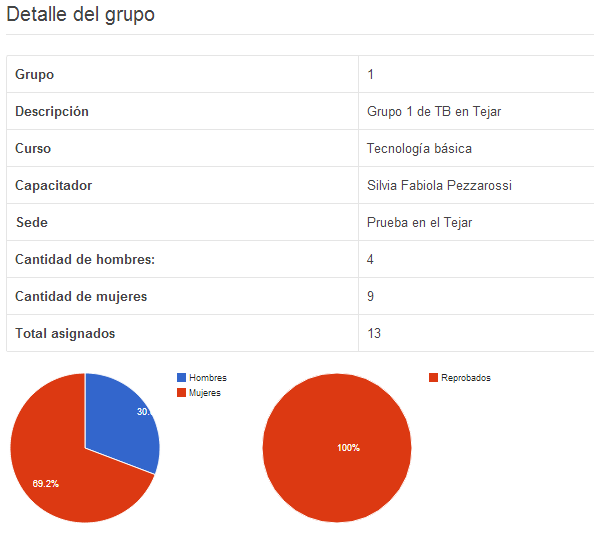 Detalle del grupo
Grupo 1
Descripción Grupo 1 de TB en Tejar
Curso Tecnología básica
Capacitador Silvia Fabiola Pezzarossi
Sede Prueba en el Tejar
Cantidad de hombres: 4
Cantidad de mujeres 9
Total asignados 13
Hombres
Mujeres
30.
69.2%
Reprobados
100%